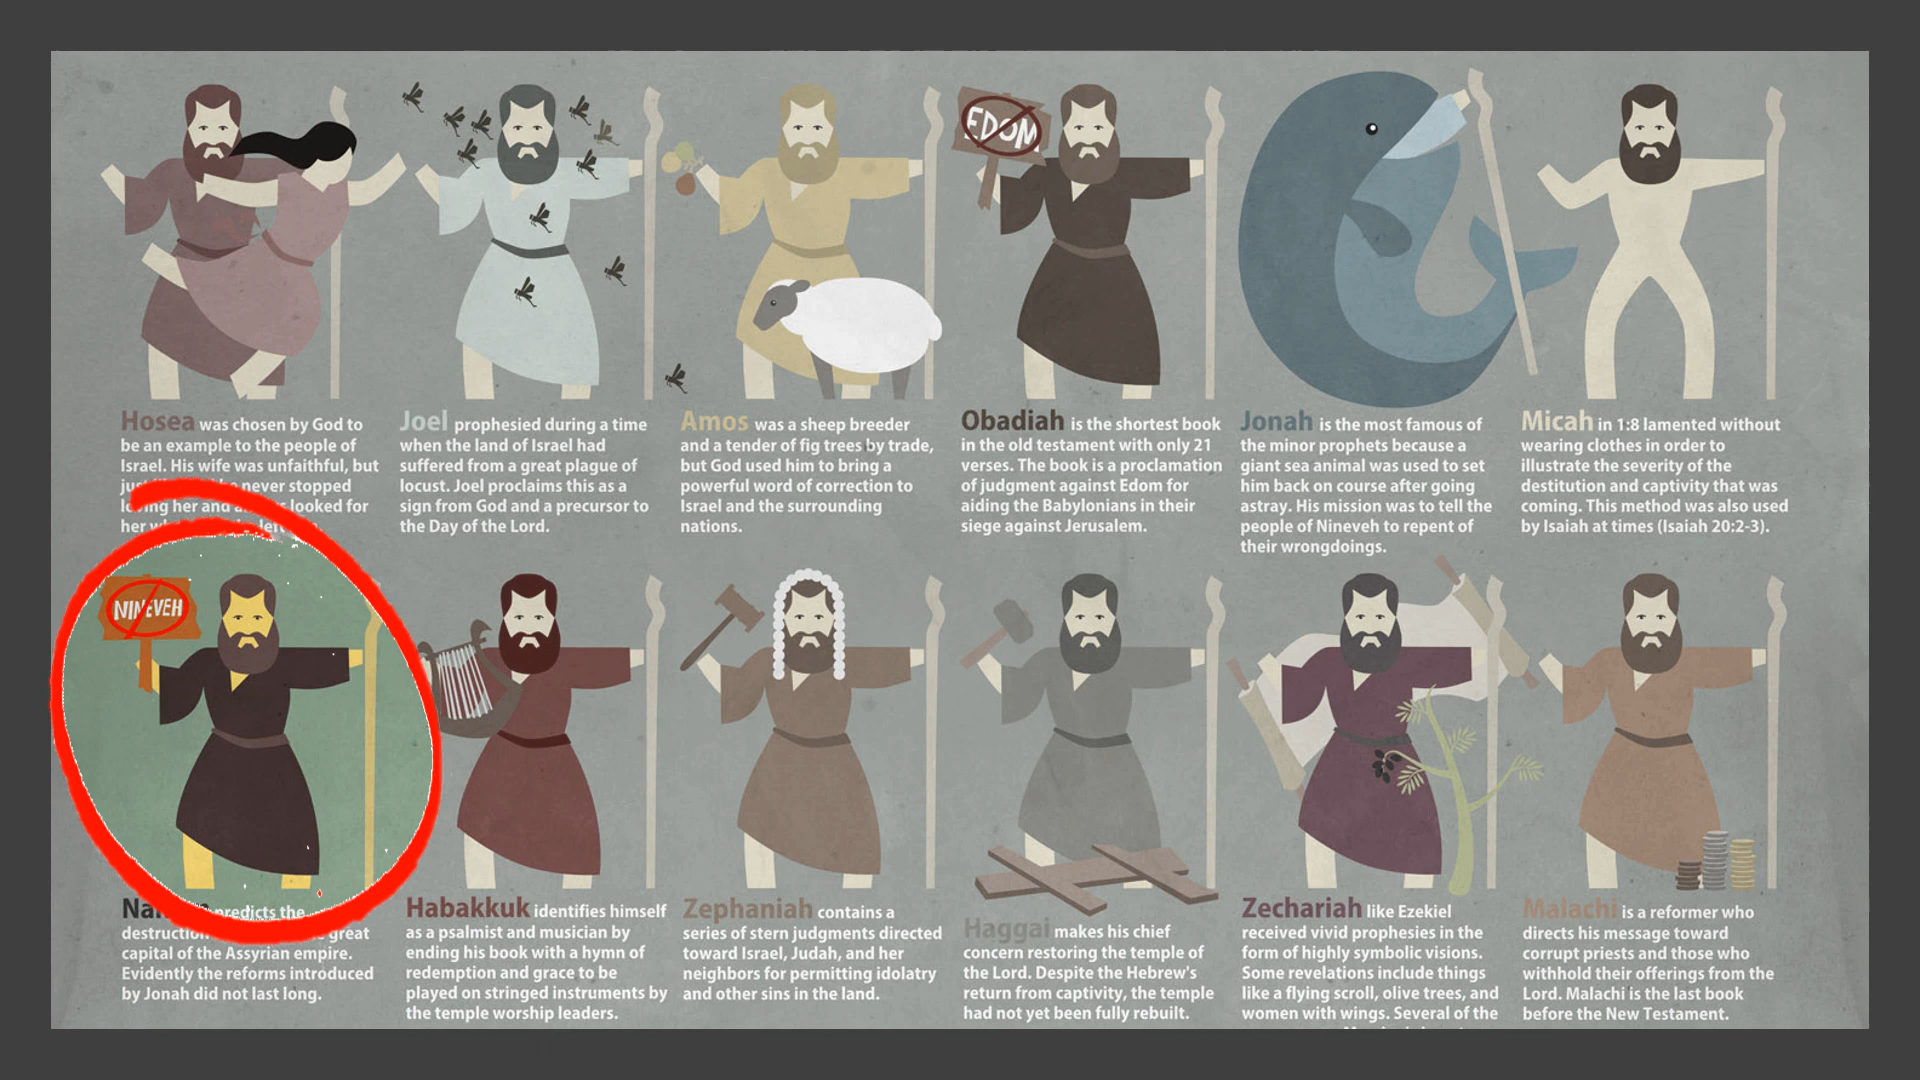 EDOM
Hosea was chosen by God to
be an example to the people of
Israel. His wife was unfaithful, but
never stopped
her and looked for
her
Joel prophesied during a time
when the land of Israel had
suffered from a great plague of
locust. Joel proclaims this as a
sign from God and a precursor to
the Day of the Lord.
Amos was a sheep breeder
and a tender of fig trees by trade,
but God used him to bring a
powerful word of correction to
Israel and the surrounding
nations.
Obadiah is the shortest book
in the old testament with only 21
verses. The book is a proclamation
of judgment against Edom for
aiding the Babylonians in their
siege against Jerusalem.
Jonah is the most famous of
the minor prophets because a
giant sea animal was used to set
him back on course after going
astray. His mission was to tell the
people of Nineveh to repent of
their wrongdoings.
Micah in 1:8 lamented without
wearing clothes in order to
illustrate the severity of the
destitution and captivity that was
coming. This method was also used
by Isaiah at times (Isaiah 20:2-3).
NINEVEH
predicts the
destruction great
capital of the Assyrian empire.
Evidently the reforms introduced
by Jonah did not last long.
Habakkuk identifies himself
as a psalmist and musician by
ending his book with a hymn of
redemption and grace to be
played on stringed instruments by
the temple worship leaders.
Zephaniah contains a
series of stern judgments directed
toward Israel, Judah, and her
neighbors for permitting idolatry
and other sins in the land.
Haggai makes his chief
concern restoring the temple of
the Lord. Despite the Hebrew's
return from captivity, the temple
had not yet been fully rebuilt.
Zechariah like Ezekiel
received vivid prophesies in the
form of highly symbolic visions.
Some revelations include things
like a flying scroll, olive trees, and
women with wings. Several of the
Malachi is a reformer who
directs his message toward
corrupt priests and those who
withhold their offerings from the
Lord. Malachi is the last book
before the New Testament.